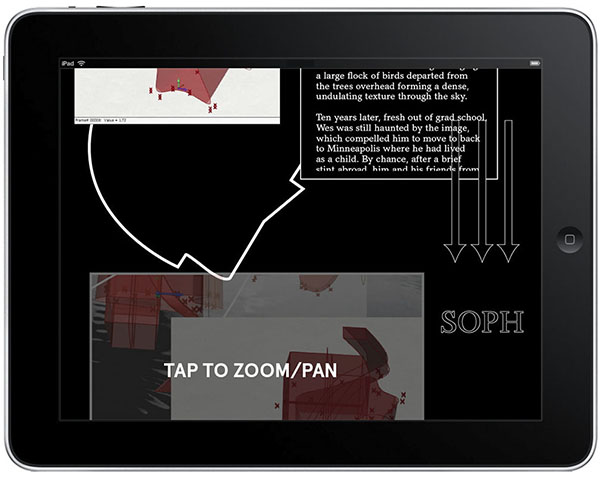 iPad
a large flock of birds departed from
the trees overhead forming a dense,
undulating texture through the sky.
Ten years later, fresh out of grad school,
Wes was still haunted by the image,
which compelled him to move to back
to Minneapolis where he had lived
as a child. By chance, after a brief
stint abroad, him and his friends from
SOPH
TAP TO ZOOM/PAN